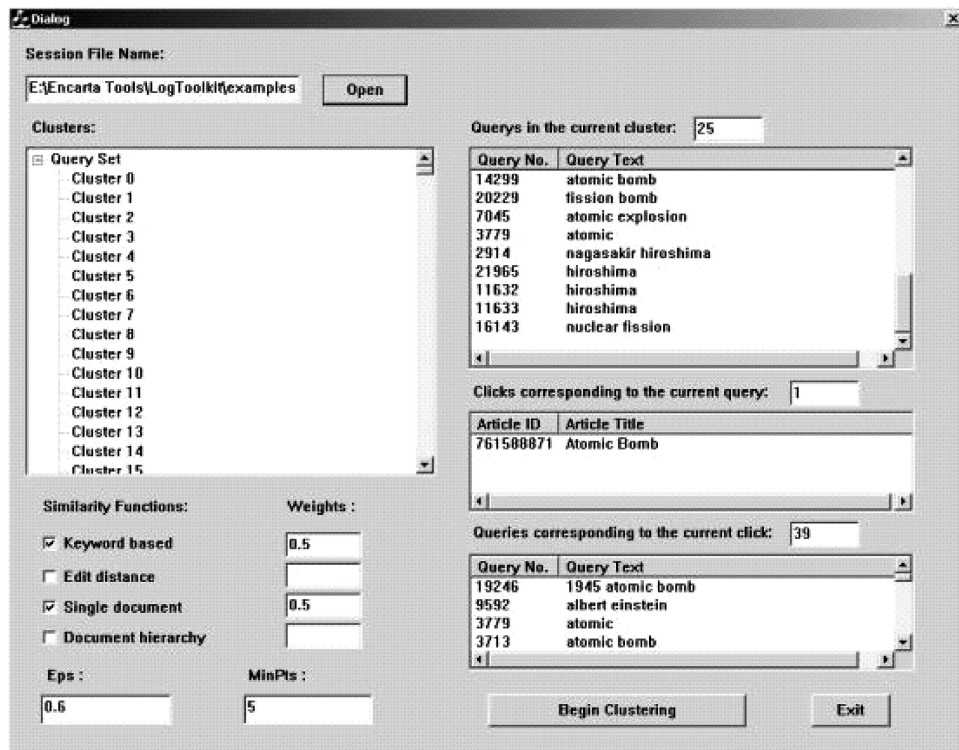 Dialog
Session File Name:
E:\Encarta Tools\LogToolkit\examples
Open
Clusters:
Query Set
Cluster 0
Cluster 1
Cluster 2
Cluster 3
Cluster 4
Cluster 5
Cluster 6
Cluster 7
Cluster 8
Cluster 9
Cluster 10
Cluster 11
Cluster 12
Cluster 13
Cluster 14
Cluster 15
Similarity Functions: Weights :
Keyword based 0.5
Edit distance
Single document 0.5
Document hierarchy
Eps : MinPts :
0.6 5
Querys in the current cluster: 25
Query No. Query Text
14299 atomic bomb
20229 fission bomb
7045 atomic explosion
3779 atomic
2914 nagasakir hiroshima
21965 hiroshima
11632 hiroshima
11633 hiroshima
16143 nuclear fission
Clicks corresponding to the current query: 1
Article ID Article Title
761588871 Atomic Bomb
Queries corresponding to the current click: 39
Query No. Query Text
19246 1945 atomic bomb
9592 albert einstein
3779 atomic
3713 atomic bomb
Begin Clustering Exit